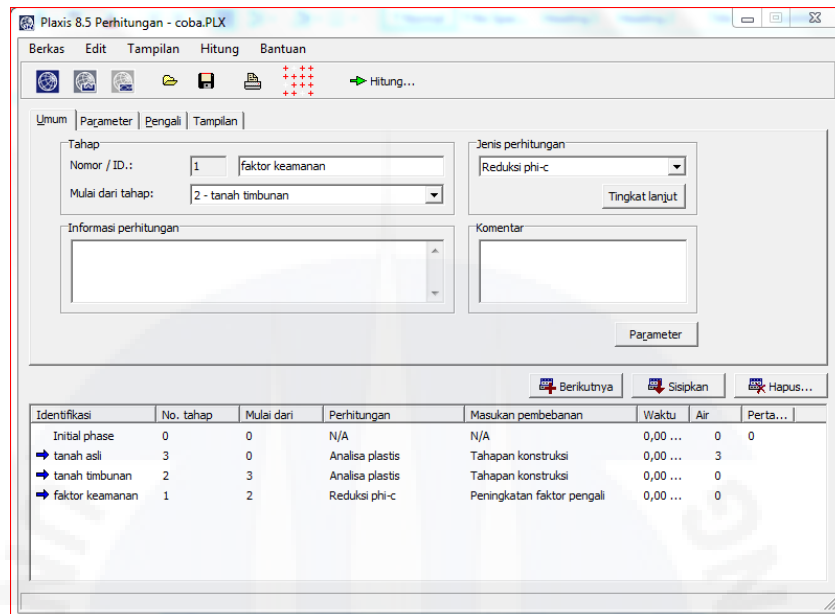 Plaxis 8.5 Perhitungan - coba.PLX
Berkas Edit Tampilan Hitung Bantuan
Hitung...
Umum Parameter Pengali Tampilan
Tahap
Nomor / ID.: 1 faktor keamanan
Mulai dari tahap: 2 - tanah timbunan
Jenis perhitungan
Reduksi phi-c
Tingkat lanjut
Informasi perhitungan
Komentar
Parameter
Berikutnya Sisipkan Hapus...
Identifikasi No. tahap Mulai dari Perhitungan Masukan pembebanan Waktu Air Perta...
Initial phase 0 0 N/A N/A 0,00 ... 0 0
tanah asli 3 0 Analisa plastis Tahapan konstruksi 0,00 ... 3
tanah timbunan 2 3 Analisa plastis Tahapan konstruksi 0,00 ... 0
faktor keamanan 1 2 Reduksi phi-c Peningkatan faktor pengali 0,00 ... 0